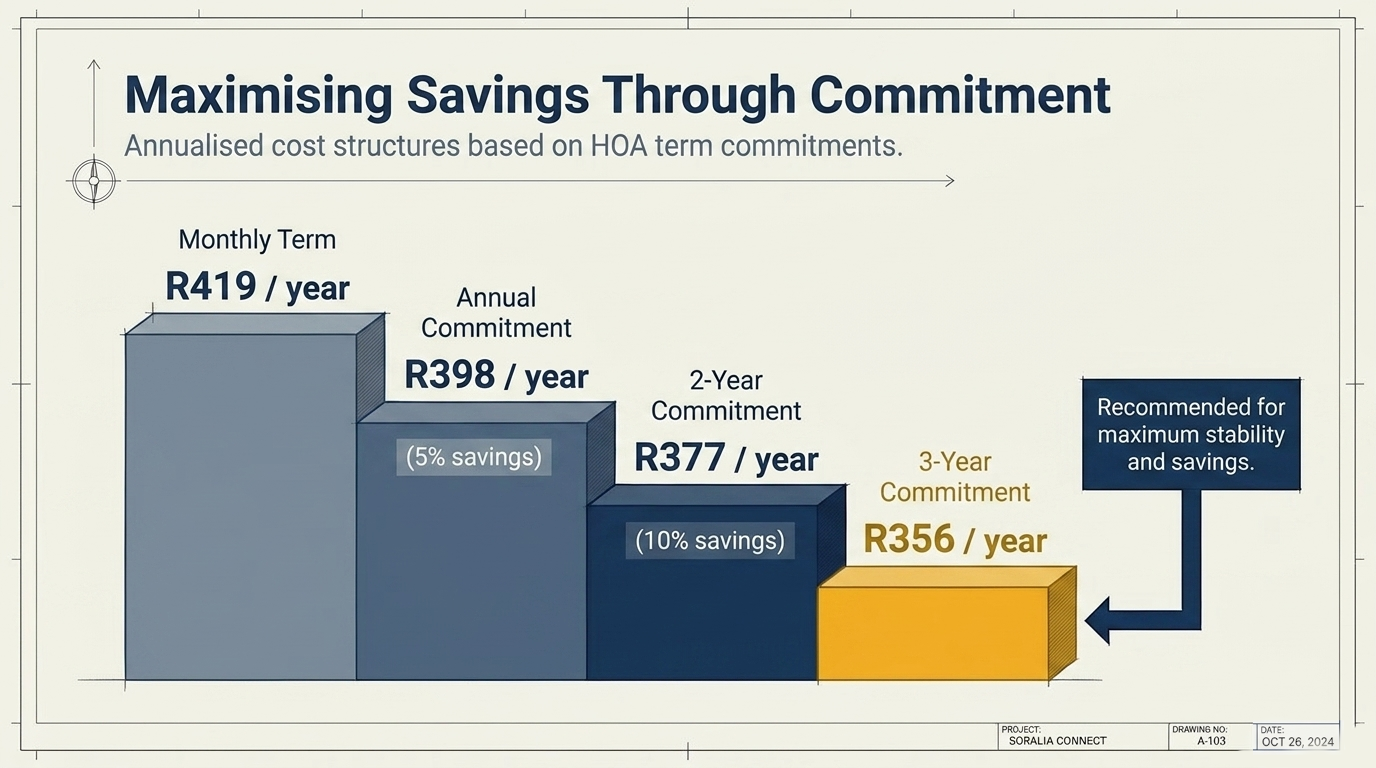 Maximising Savings Through Commitment
Annualised cost structures based on HOA term commitments.
Monthly Term
R419 / year
Annual
Commitment
R398 / year
(5% savings)
2-Year
Commitment
R377 / year
(10% savings)
3-Year
Commitment
R356 / year
Recommended for
maximum stability
and savings.
PROJECT:
SORALIA CONNECT
DRAWING NO:
A-103
DATE:
OCT 26, 2024